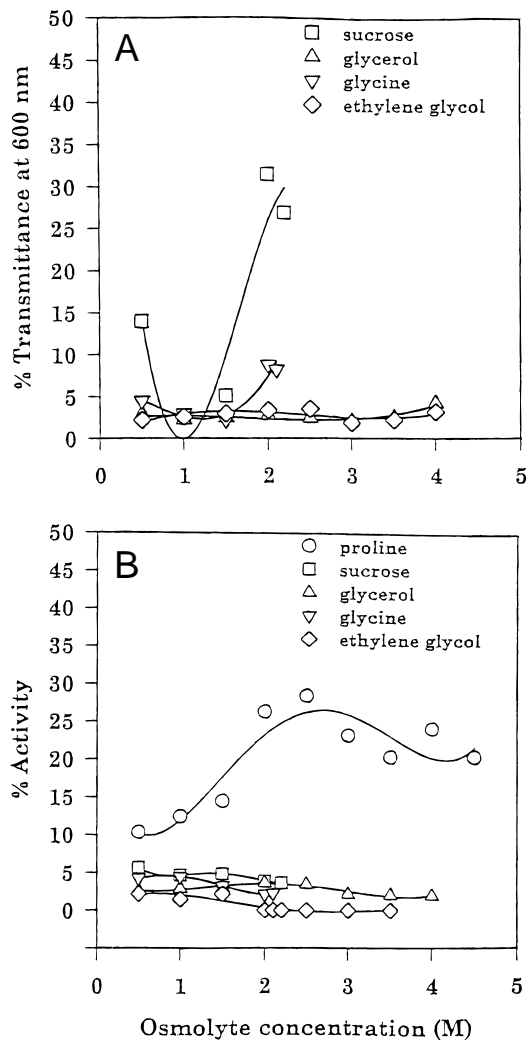 A
sucrose
glycerol
glycine
ethylene glycol
% Transmittance at 600 nm
50
45
40
35
30
25
20
15
10
5
0
0 1 2 3 4 5
B
proline
sucrose
glycerol
glycine
ethylene glycol
% Activity
50
45
40
35
30
25
20
15
10
5
0
0 1 2 3 4 5
Osmolyte concentration (M)